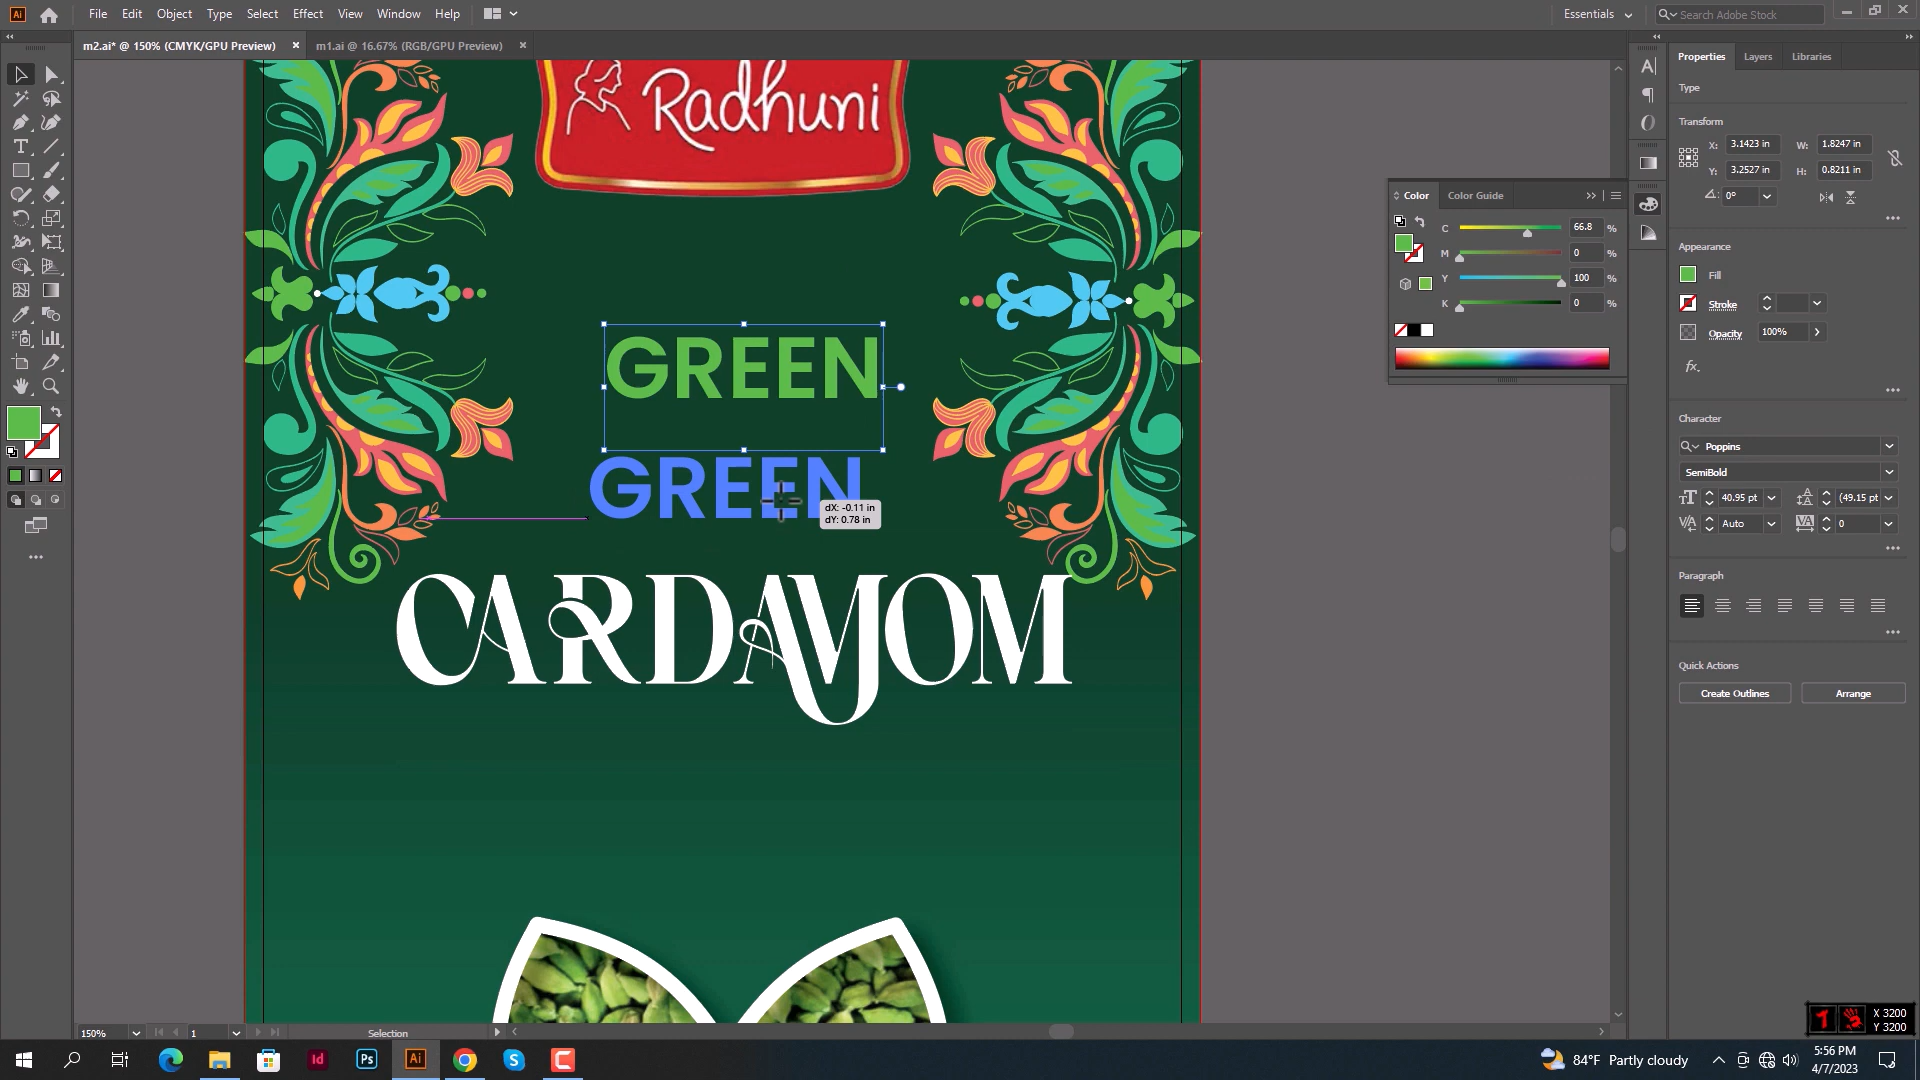 Ai
File Edit Object Type Select Effect View Window Help
Essentials
Search Adobe Stock
m2.ai* @ 150% (CMYK/GPU Preview)
m1.ai @ 16.67% (RGB/GPU Preview)
Properties Layers Libraries
Type
Transform
X: 3.1423 in W: 1.8247 in
Y: 3.2527 in H: 0.8211 in
0°
Color Color Guide
C 66.8 %
M 0 %
Y 100 %
K 0 %
Appearance
Fill
Stroke
Opacity 100%
fx.
Character
Poppins
SemiBold
40.95 pt (49.15 pt
Auto 0
Paragraph
Quick Actions
Create Outlines Arrange
Radhuni
GREEN
GREEN
dX: -0.11 in
dY: 0.78 in
CARDAMOM
150% 1 Selection
X 3200
Y 3200
Id Ps Ai
84°F Partly cloudy
5:56 PM
4/7/2023